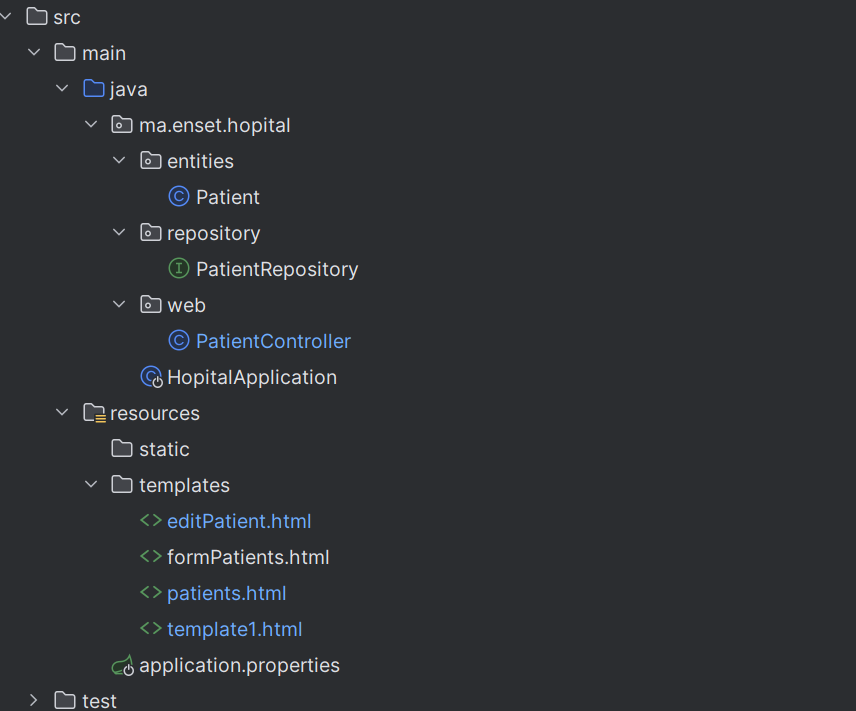 src
main
java
ma.enset.hopital
entities
Patient
repository
PatientRepository
web
PatientController
HopitalApplication
resources
static
templates
editPatient.html
formPatients.html
patients.html
template1.html
application.properties
test